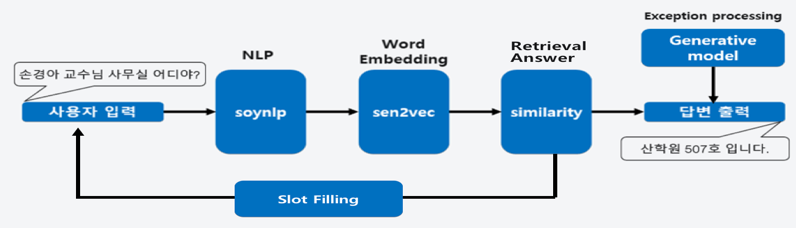 Exception processing
Generative
model
NLP
Word
Embedding
Retrieval
Answer
손경아 교수님 사무실 어디야?
사용자 입력
soynlp
sen2vec
similarity
답변 출력
산학원 507호 입니다.
Slot Filling